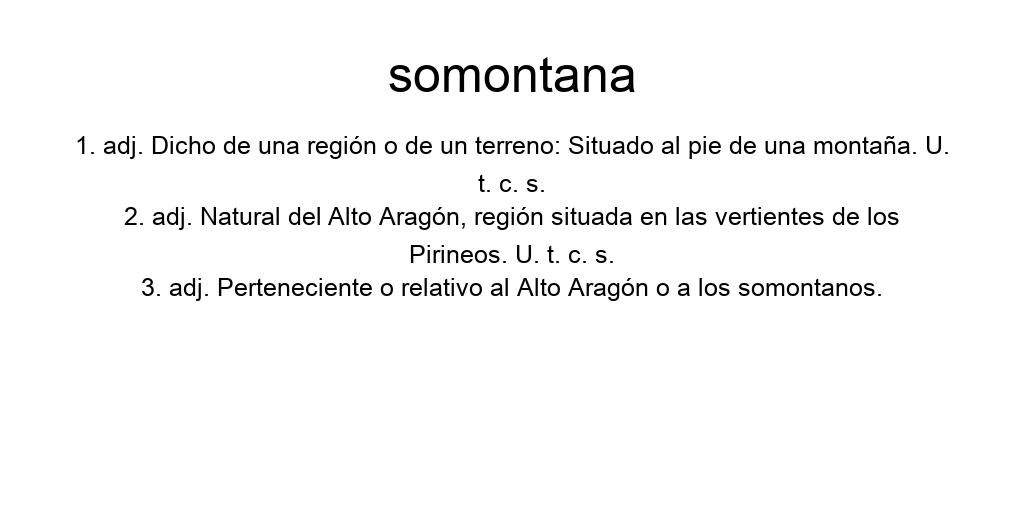 somontana
1. adj. Dicho de una región o de un terreno: Situado al pie de una montaña. U.
t. c. s.
2. adj. Natural del Alto Aragón, región situada en las vertientes de los
Pirineos. U. t. c. s.
3. adj. Perteneciente o relativo al Alto Aragón o a los somontanos.